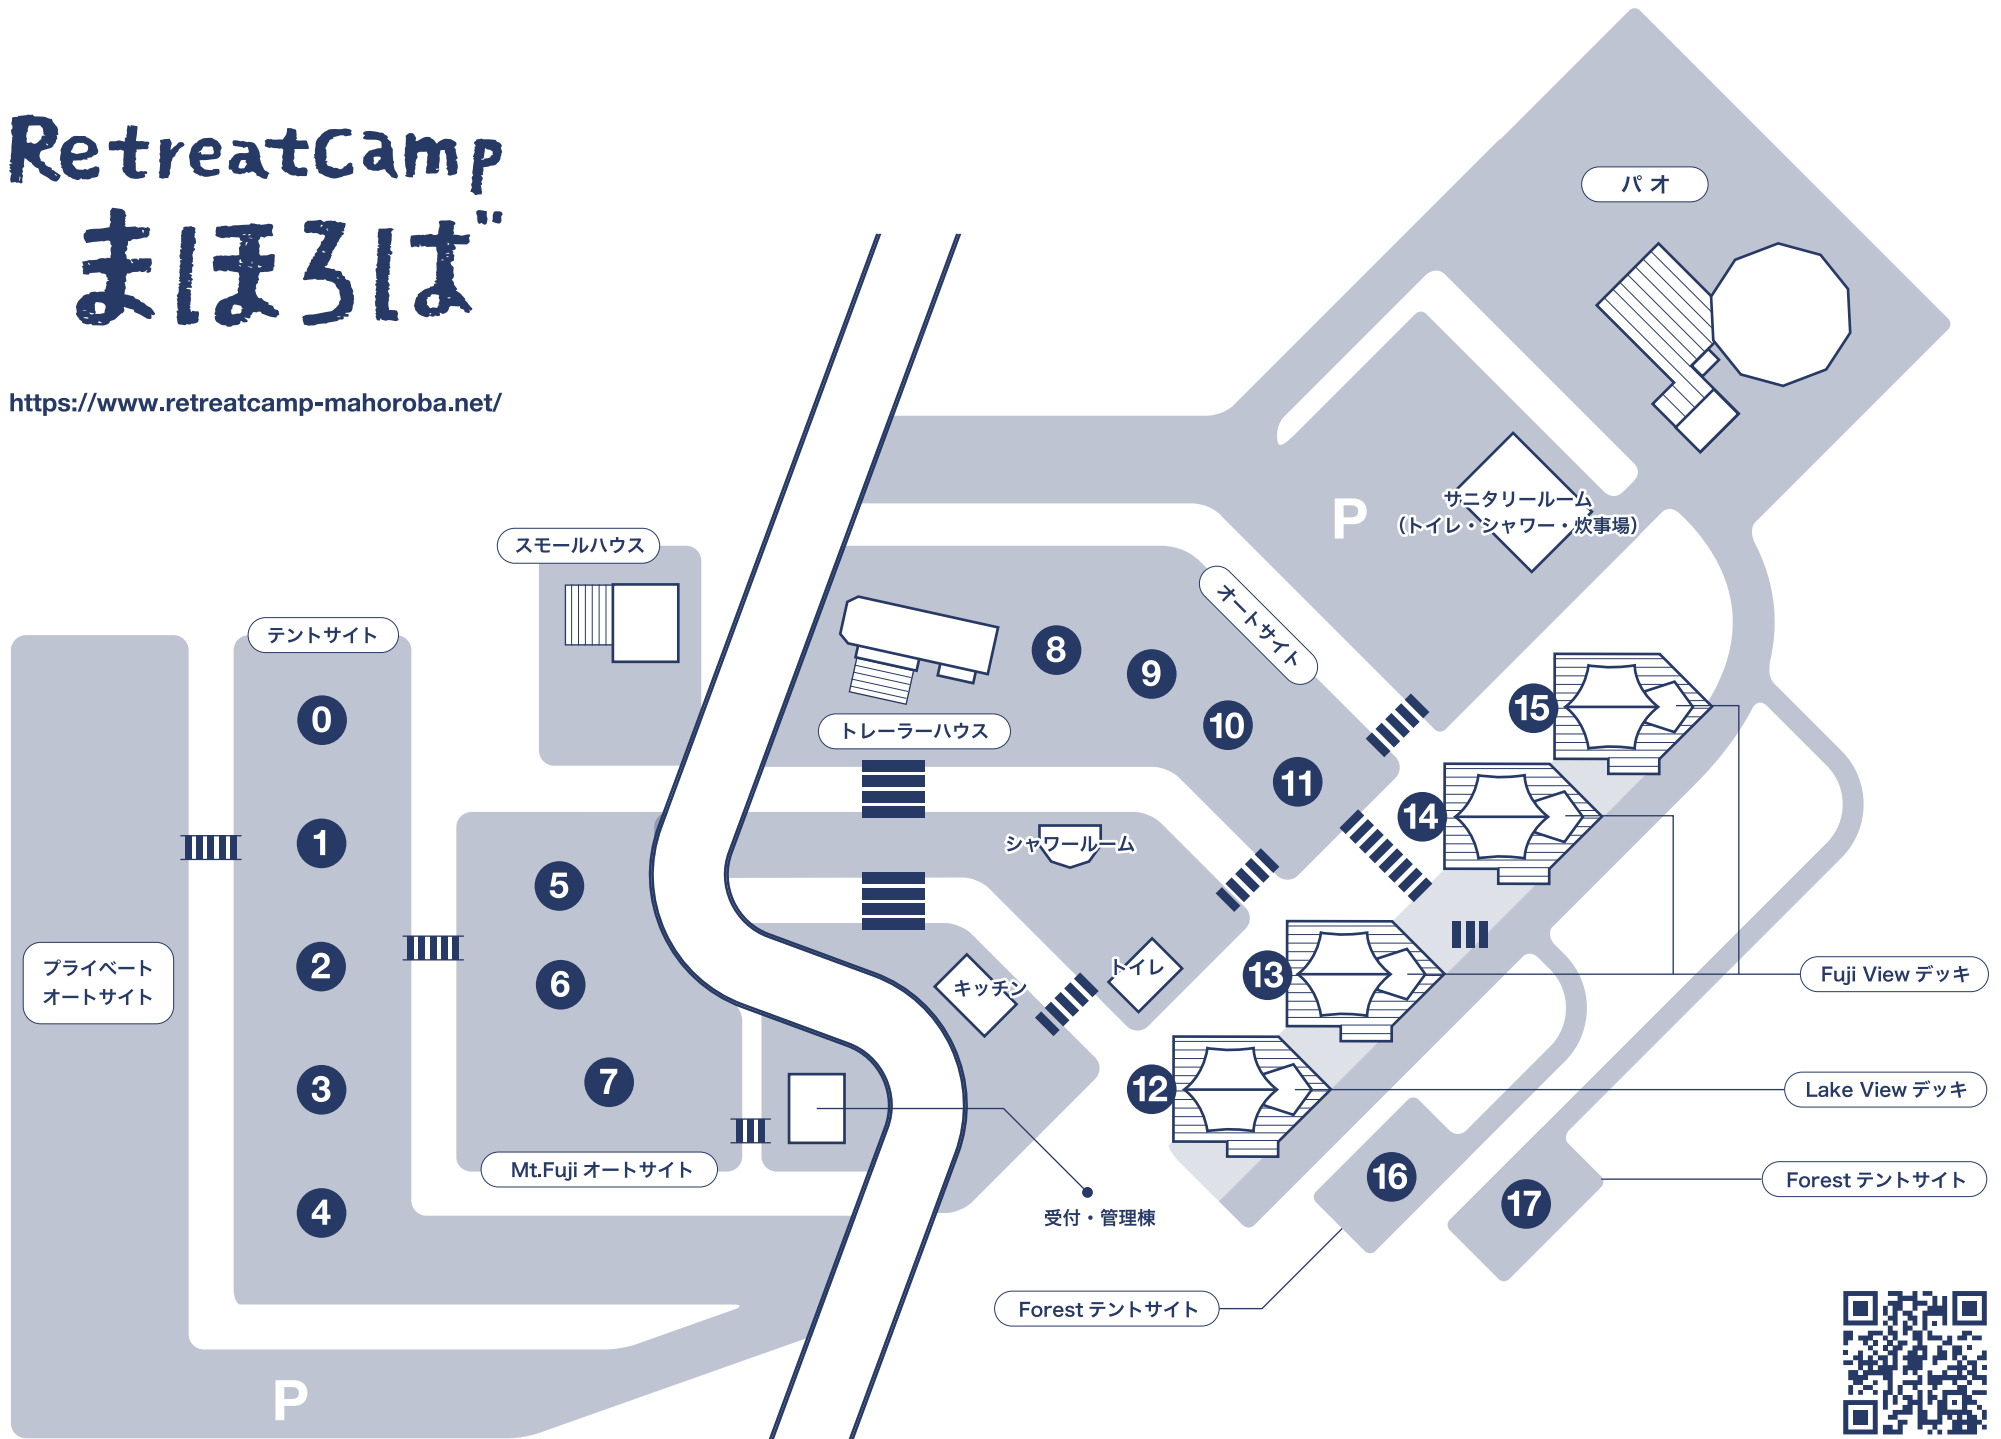 RetreatCamp
まほろば
https://www.retreatcamp-mahoroba.net/
パオ
サニタリールーム
（トイレ・シャワー・炊事場）
P
スモールハウス
オートサイト
テントサイト
0
1
2
3
4
8
9
10
11
トレーラーハウス
シャワールーム
15
14
13
12
5
6
7
プライベート
オートサイト
キッチン
トイレ
Fuji View デッキ
Lake View デッキ
Mt.Fuji オートサイト
16
17
Forest テントサイト
受付・管理棟
Forest テントサイト
P